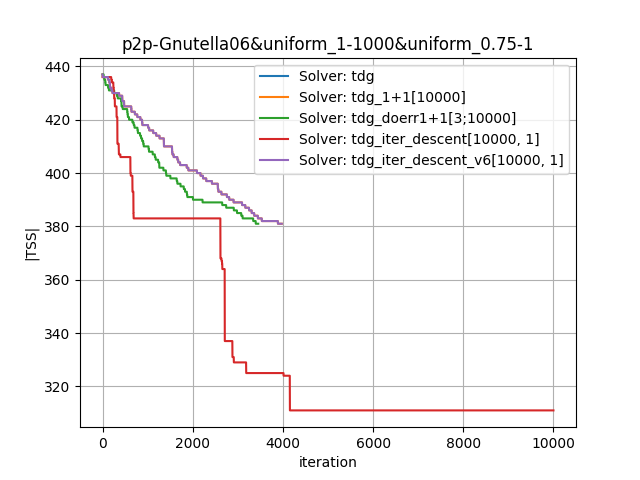 p2p-Gnutella06&uniform_1-1000&uniform_0.75-1
Solver: tdg
Solver: tdg_1+1[10000]
Solver: tdg_doerr1+1[3;10000]
Solver: tdg_iter_descent[10000, 1]
Solver: tdg_iter_descent_v6[10000, 1]
|TSS|
440
420
400
380
360
340
320
0 2000 4000 6000 8000 10000
iteration